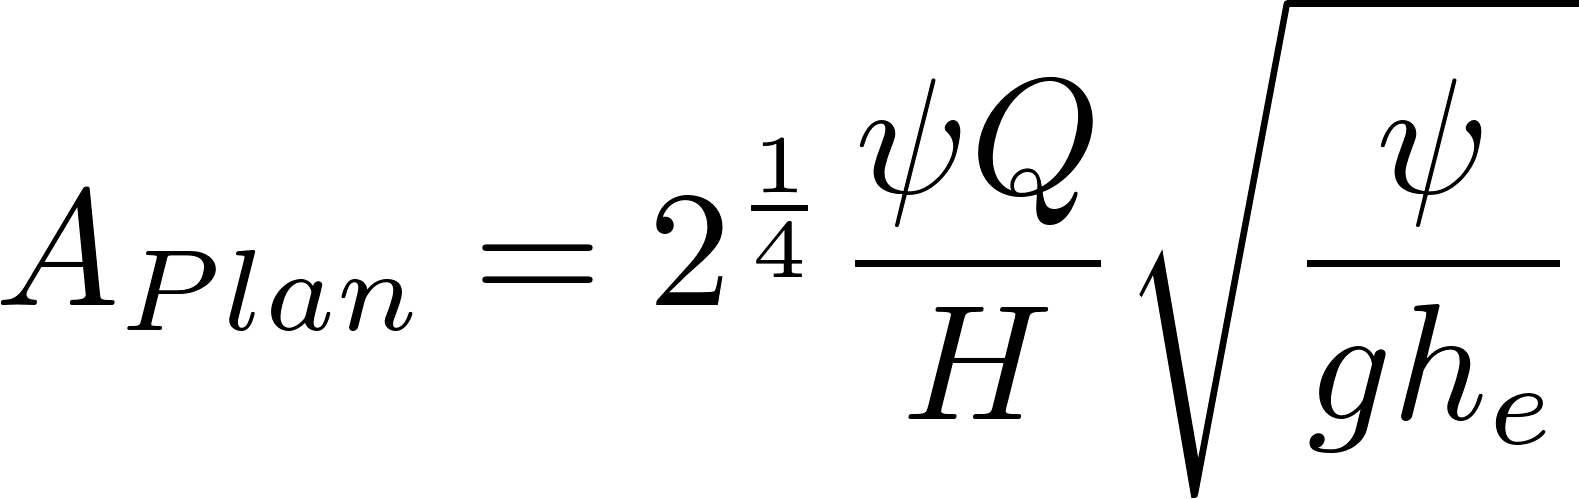 $A_{Plan} = 2^{\frac{1}{4}} \frac{\psi Q}{H} \sqrt{\frac{\psi}{g h_e}}$